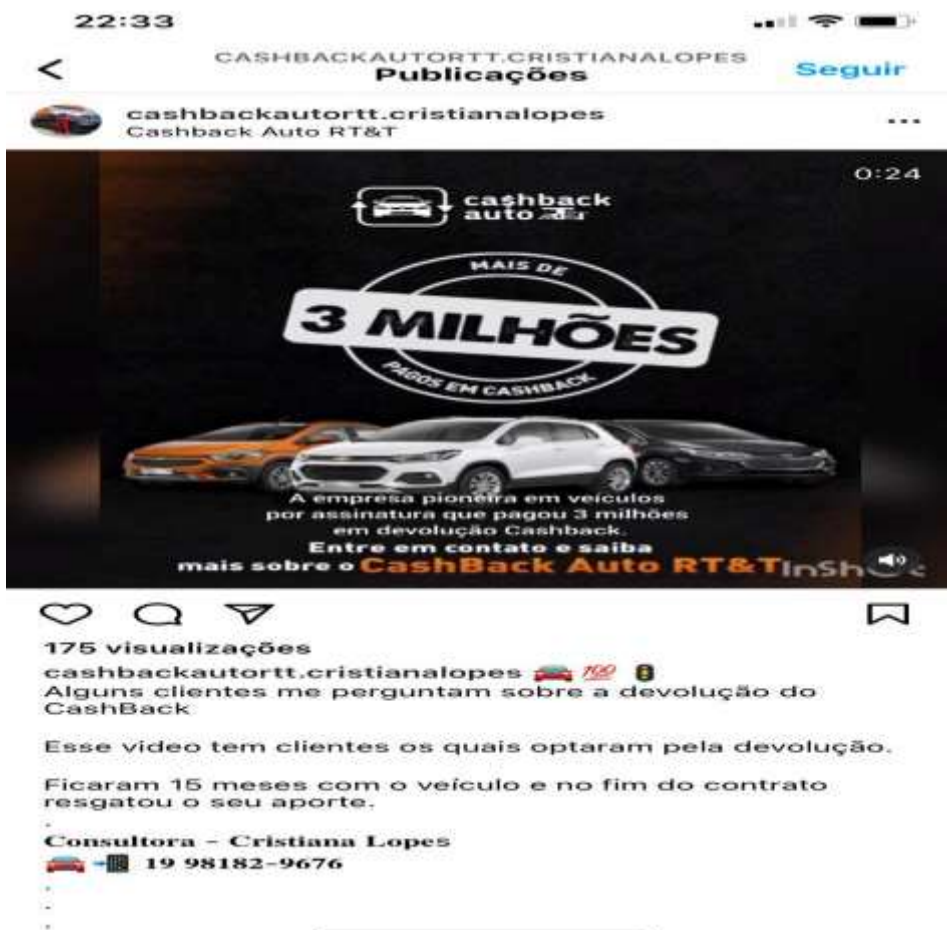 22:33
CASHBACKAUTORTT.CRISTIANALOPES
Publicações
Seguir
cashbackautortt.cristianalopes
Cashback Auto RT&T
0:24
ca$hback
auto
MAIS DE
3 MILHÕES
PAGOS EM CASHBACK
A empresa pioneira em veículos
por assinatura que pagou 3 milhões
em devolução Cashback.
Entre em contato e saiba
mais sobre o CashBack Auto RT&T
175 visualizações
cashbackautortt.cristianalopes 🚗 💯 🚦
Alguns clientes me perguntam sobre a devolução do
CashBack
Esse video tem clientes os quais optaram pela devolução.
Ficaram 15 meses com o veículo e no fim do contrato
resgatou o seu aporte.
.
Consultora - Cristiana Lopes
🚗📲 19 98182-9676
.
.
.